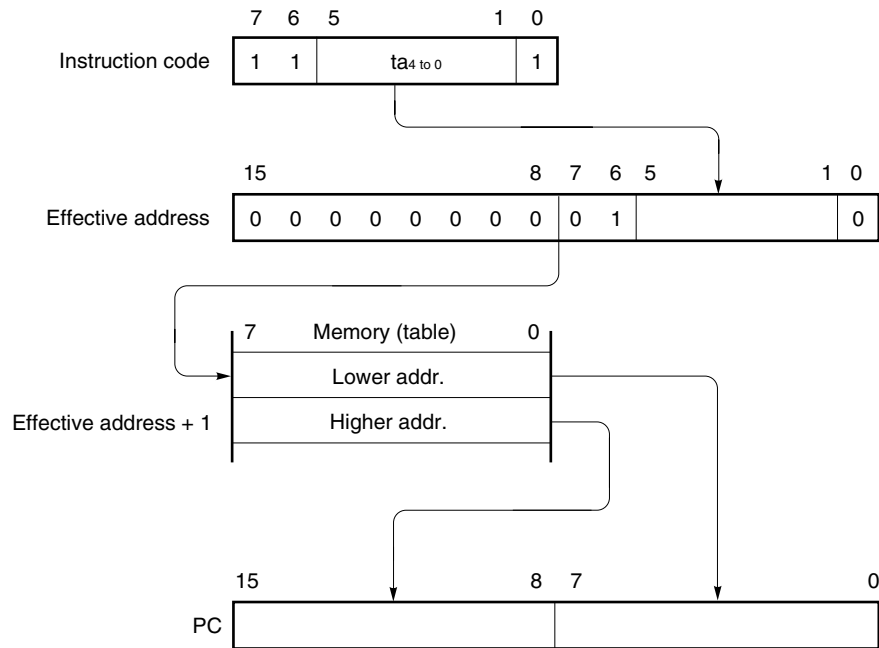 7 6 5 1 0
Instruction code 1 1 ta4 to 0 1
15 8 7 6 5 1 0
Effective address 0 0 0 0 0 0 0 0 0 1 0
7 Memory (table) 0
Lower addr.
Effective address + 1 Higher addr.
15 8 7 0
PC